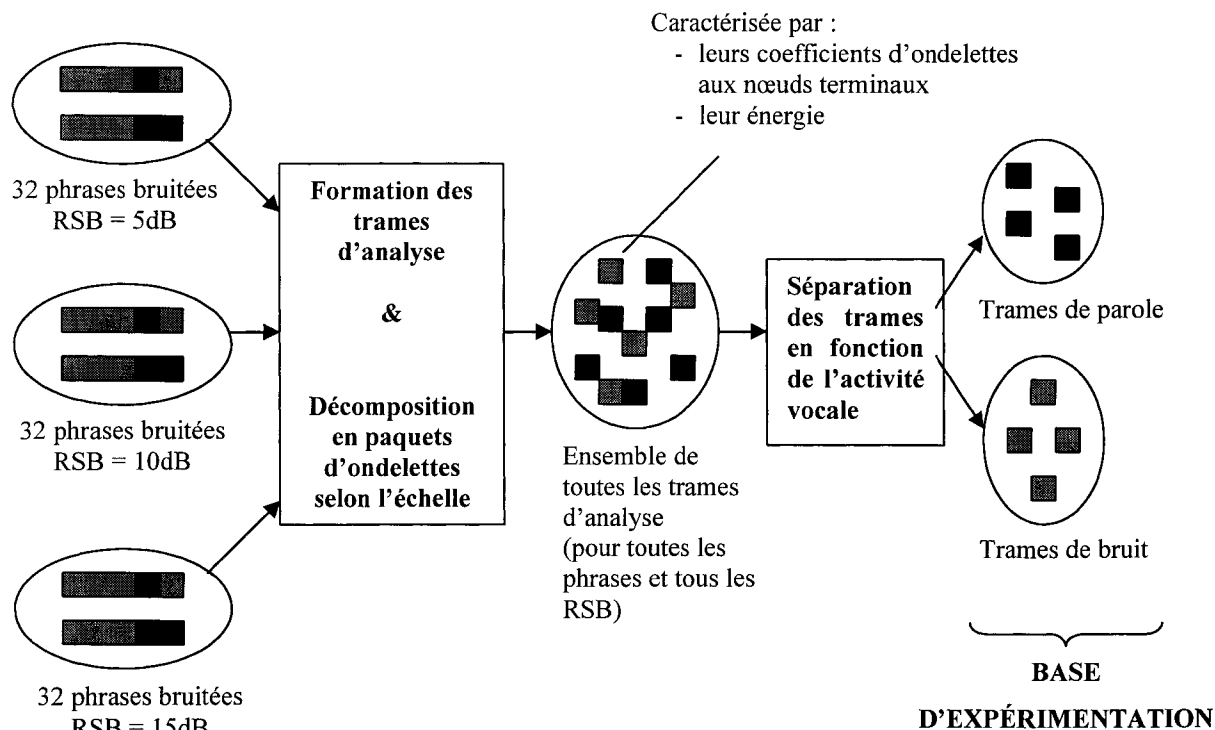 Caractérisée par :
- leurs coefficients d'ondelettes
aux nœuds terminaux
- leur énergie
32 phrases bruitées
RSB = 5dB
32 phrases bruitées
RSB = 10dB
32 phrases bruitées
RSB = 15dB
Formation des
trames
d'analyse
&
Décomposition
en paquets
d'ondelettes
selon l'échelle
Ensemble de
toutes les trames
d'analyse
(pour toutes les
phrases et tous les
RSB)
Séparation
des trames
en fonction
de l'activité
vocale
Trames de parole
Trames de bruit
BASE
D'EXPÉRIMENTATION